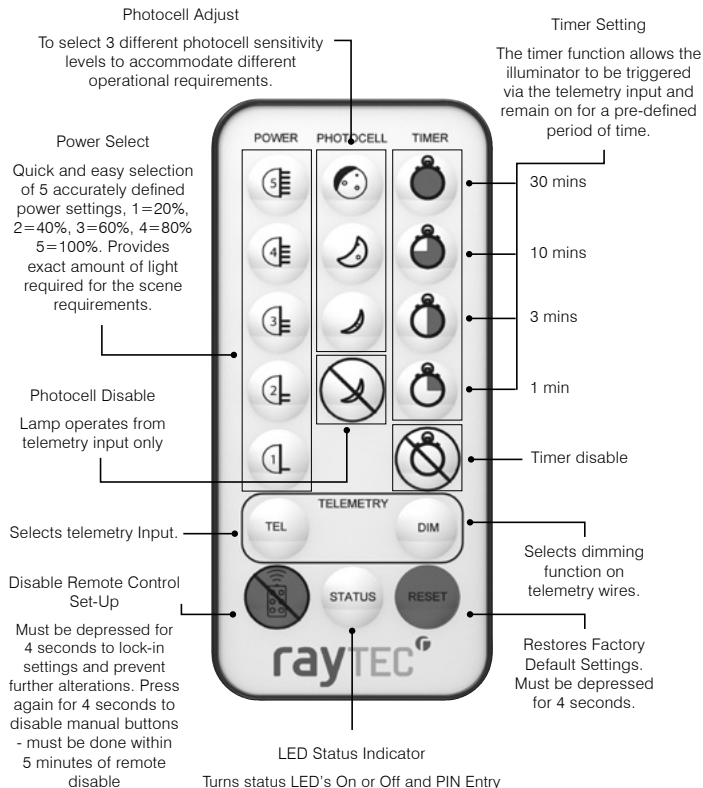 Photocell Adjust
To select 3 different photocell sensitivity
levels to accommodate different
operational requirements.
Timer Setting
The timer function allows the
illuminator to be triggered
via the telemetry input and
remain on for a pre-defined
period of time.
Power Select
Quick and easy selection
of 5 accurately defined
power settings, 1=20%,
2=40%, 3=60%, 4=80%
5=100%. Provides
exact amount of light
required for the scene
requirements.
Photocell Disable
Lamp operates from
telemetry input only
Selects telemetry Input.
Disable Remote Control
Set-Up
Must be depressed for
4 seconds to lock-in
settings and prevent
further alterations. Press
again for 4 seconds to
disable manual buttons
- must be done within
5 minutes of remote
disable
POWER PHOTOCELL TIMER
5
4
3
2
1
TELEMETRY
TEL DIM
STATUS RESET
rayTEC r
30 mins
10 mins
3 mins
1 min
Timer disable
Selects dimming
function on
telemetry wires.
Restores Factory
Default Settings.
Must be depressed
for 4 seconds.
LED Status Indicator
Turns status LED's On or Off and PIN Entry